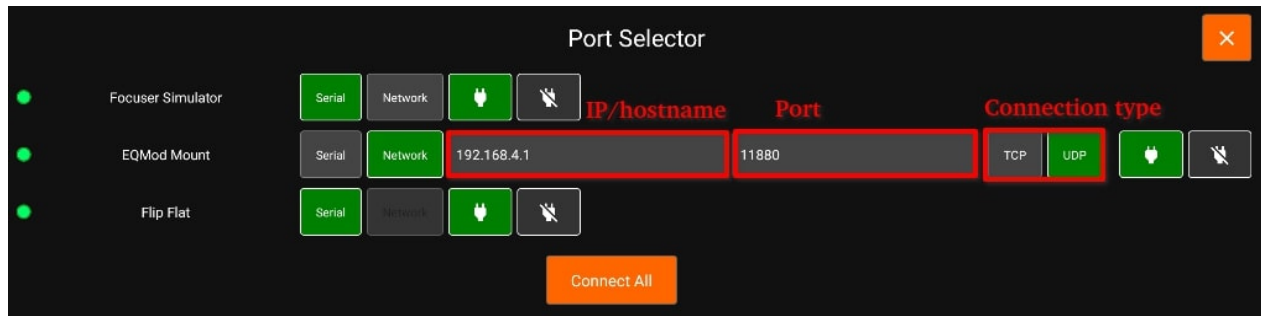 Port Selector
Focuser Simulator Serial Network
IP/hostname Port Connection type
EQMod Mount Serial Network 192.168.4.1 11880 TCP UDP
Flip Flat Serial Network
Connect All